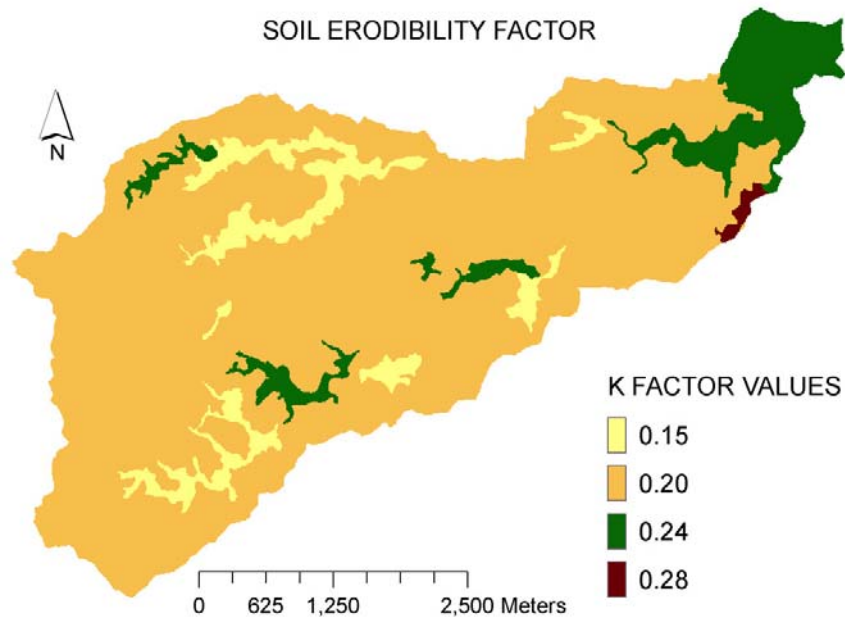 SOIL ERODIBILITY FACTOR
N
K FACTOR VALUES
0.15
0.20
0.24
0.28
0 625 1,250 2,500 Meters